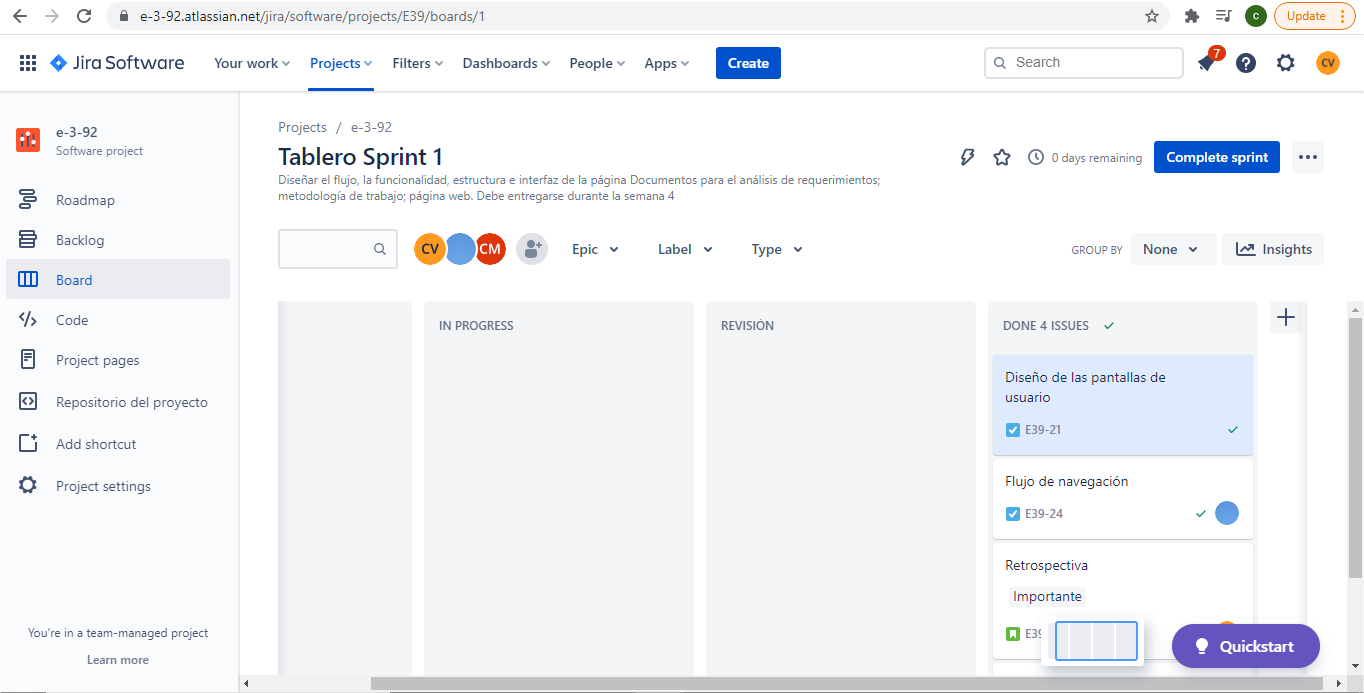 e-3-92.atlassian.net/jira/software/projects/E39/boards/1
C
Update
Jira Software
Your work
Projects
Filters
Dashboards
People
Apps
Create
Search
7
CV
e-3-92
Software project
Roadmap
Backlog
Board
Code
Project pages
Repositorio del proyecto
Add shortcut
Project settings
You're in a team-managed project
Learn more
Projects / e-3-92
Tablero Sprint 1
0 days remaining
Complete sprint
Diseñar el flujo, la funcionalidad, estructura e interfaz de la página Documentos para el análisis de requerimientos;
metodología de trabajo; página web. Debe entregarse durante la semana 4
CV
CM
Epic
Label
Type
GROUP BY
None
Insights
IN PROGRESS
REVISIÓN
DONE 4 ISSUES
Diseño de las pantallas de
usuario
E39-21
Flujo de navegación
E39-24
Retrospectiva
Importante
Quickstart